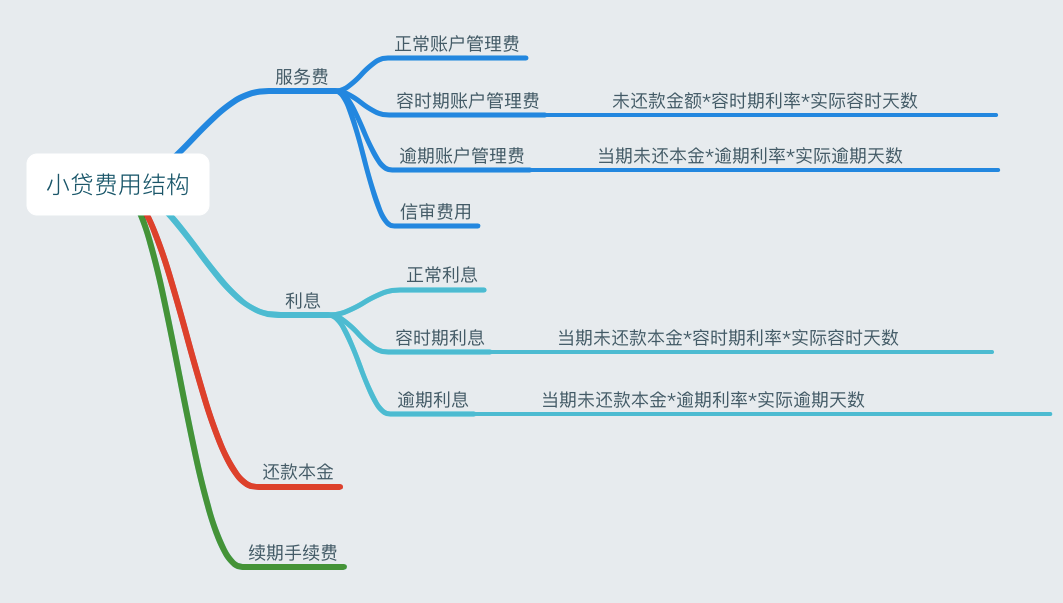 小贷费用结构
服务费
正常账户管理费
容时期账户管理费
未还款金额*容时期利率*实际容时天数
逾期账户管理费
当期未还本金*逾期利率*实际逾期天数
信审费用
利息
正常利息
容时期利息
当期未还款本金*容时期利率*实际容时天数
逾期利息
当期未还款本金*逾期利率*实际逾期天数
还款本金
续期手续费